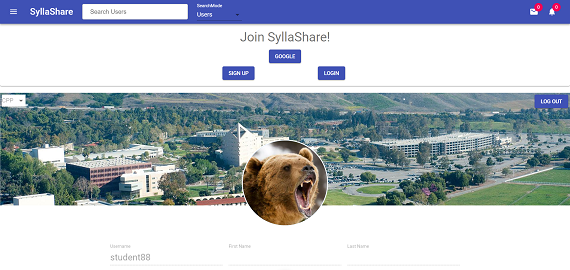 SyllaShare
Search Users
SearchMode
Users
0
0
Join SyllaShare!
GOOGLE
SIGN UP
LOGIN
CPP
LOG OUT
Username
First Name
Last Name
student88